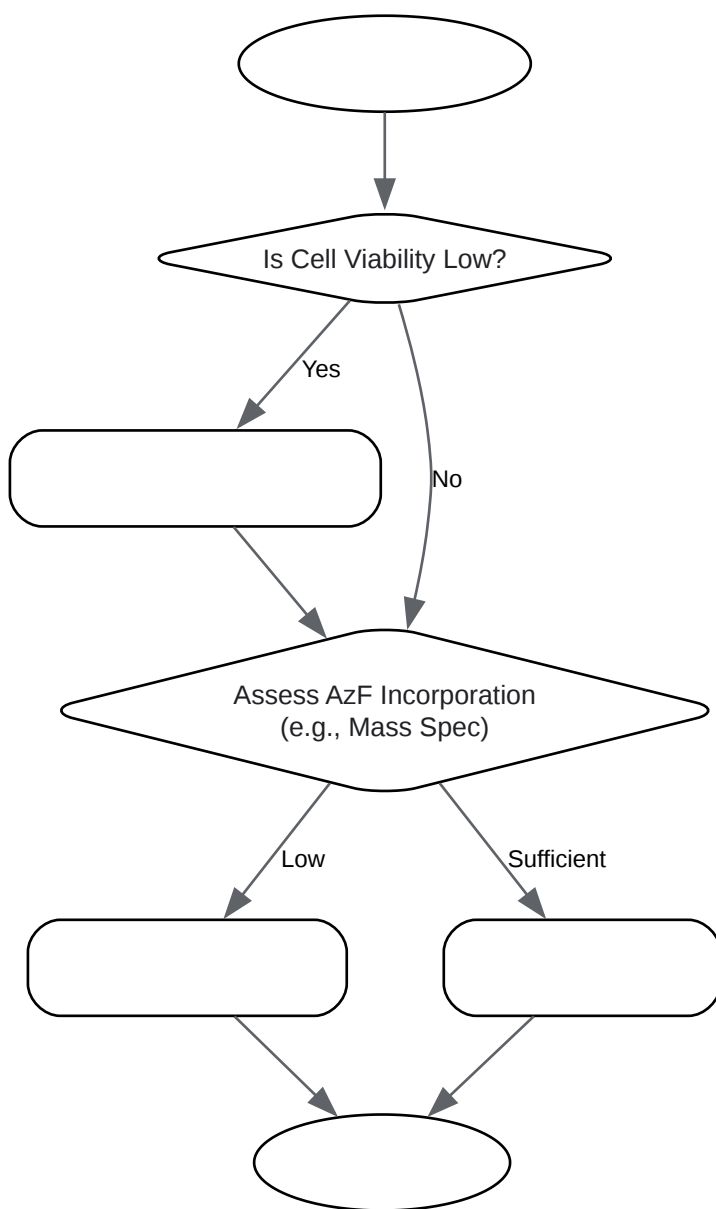 Is Cell Viability Low?
Yes
No
Assess AzF Incorporation
(e.g., Mass Spec)
Low
Sufficient